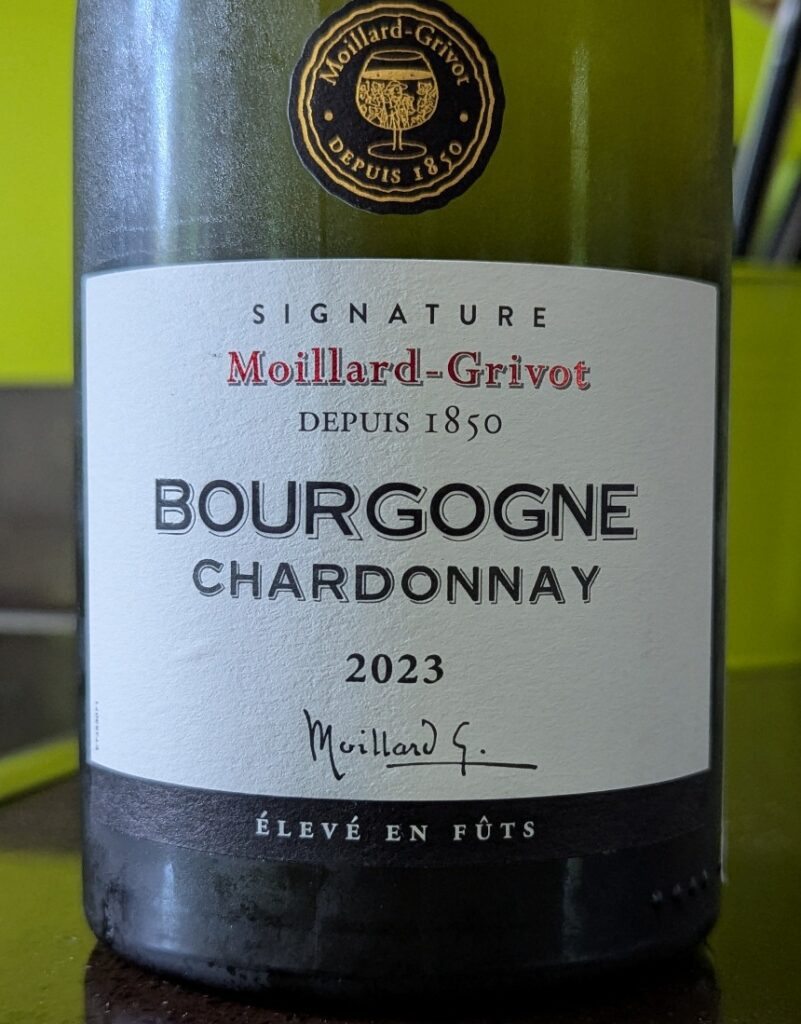 Moillard-Grivot
DEPUIS 1850
SIGNATURE
Moillard-Grivot
DEPUIS 1850
BOURGOGNE
CHARDONNAY
2023
Moillard G.
ÉLEVÉ EN FÛTS